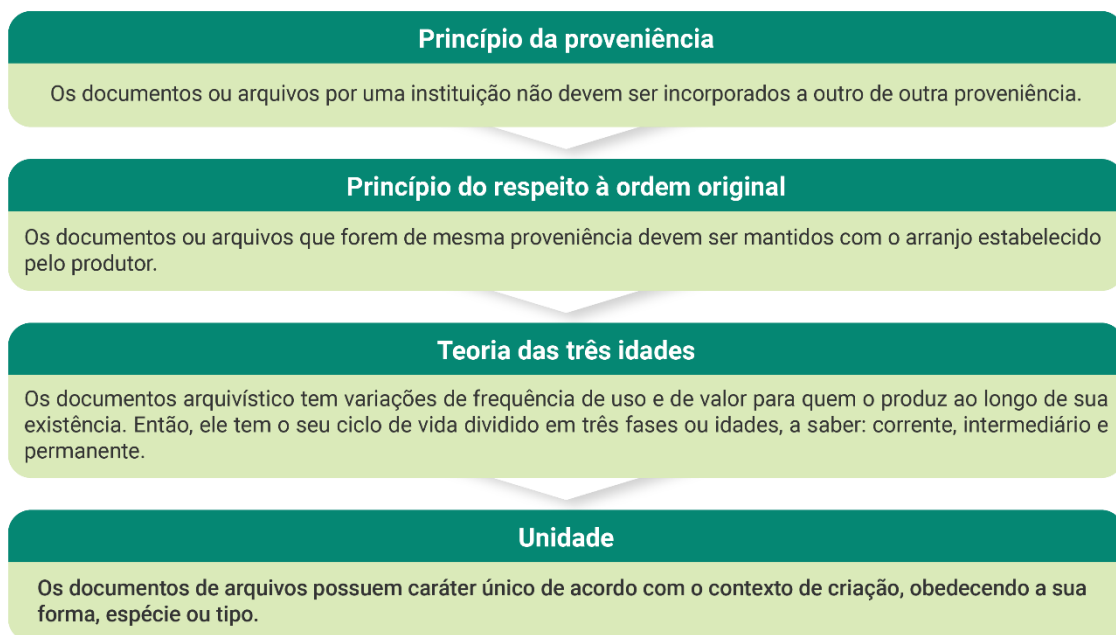 Princípio da proveniência
Os documentos ou arquivos por uma instituição não devem ser incorporados a outro de outra proveniência.
Princípio do respeito à ordem original
Os documentos ou arquivos que forem de mesma proveniência devem ser mantidos com o arranjo estabelecido
pelo produtor.
Teoria das três idades
Os documentos arquivístico tem variações de frequência de uso e de valor para quem o produz ao longo de sua
existência. Então, ele tem o seu ciclo de vida dividido em três fases ou idades, a saber: corrente, intermediário e
permanente.
Unidade
Os documentos de arquivos possuem caráter único de acordo com o contexto de criação, obedecendo a sua
forma, espécie ou tipo.